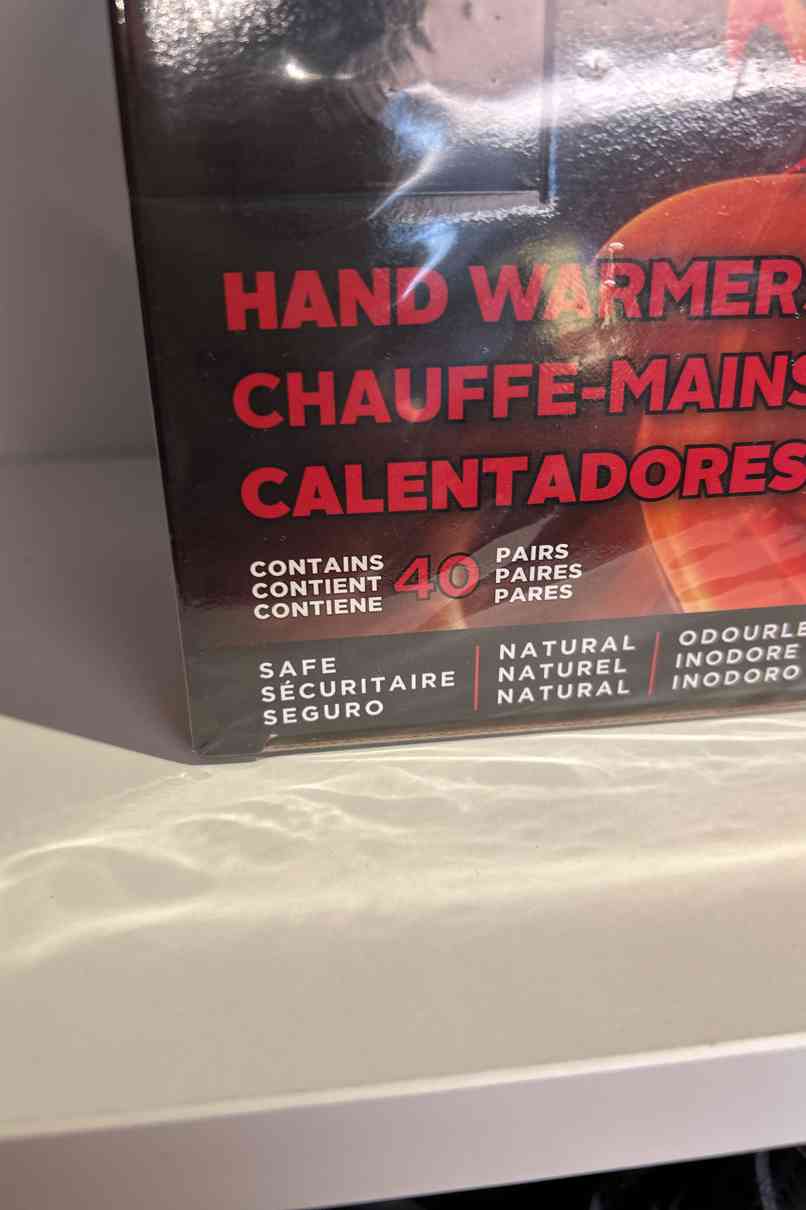 HAND WARMER
CHAUFFE-MAINS
CALENTADORES
CONTAINS
CONTIENT
CONTIENE
40
PAIRS
PAIRES
PARES
SAFE
SÉCURITAIRE
SEGURO
NATURAL
NATUREL
NATURAL
ODOURLE
INODORE
INODORO